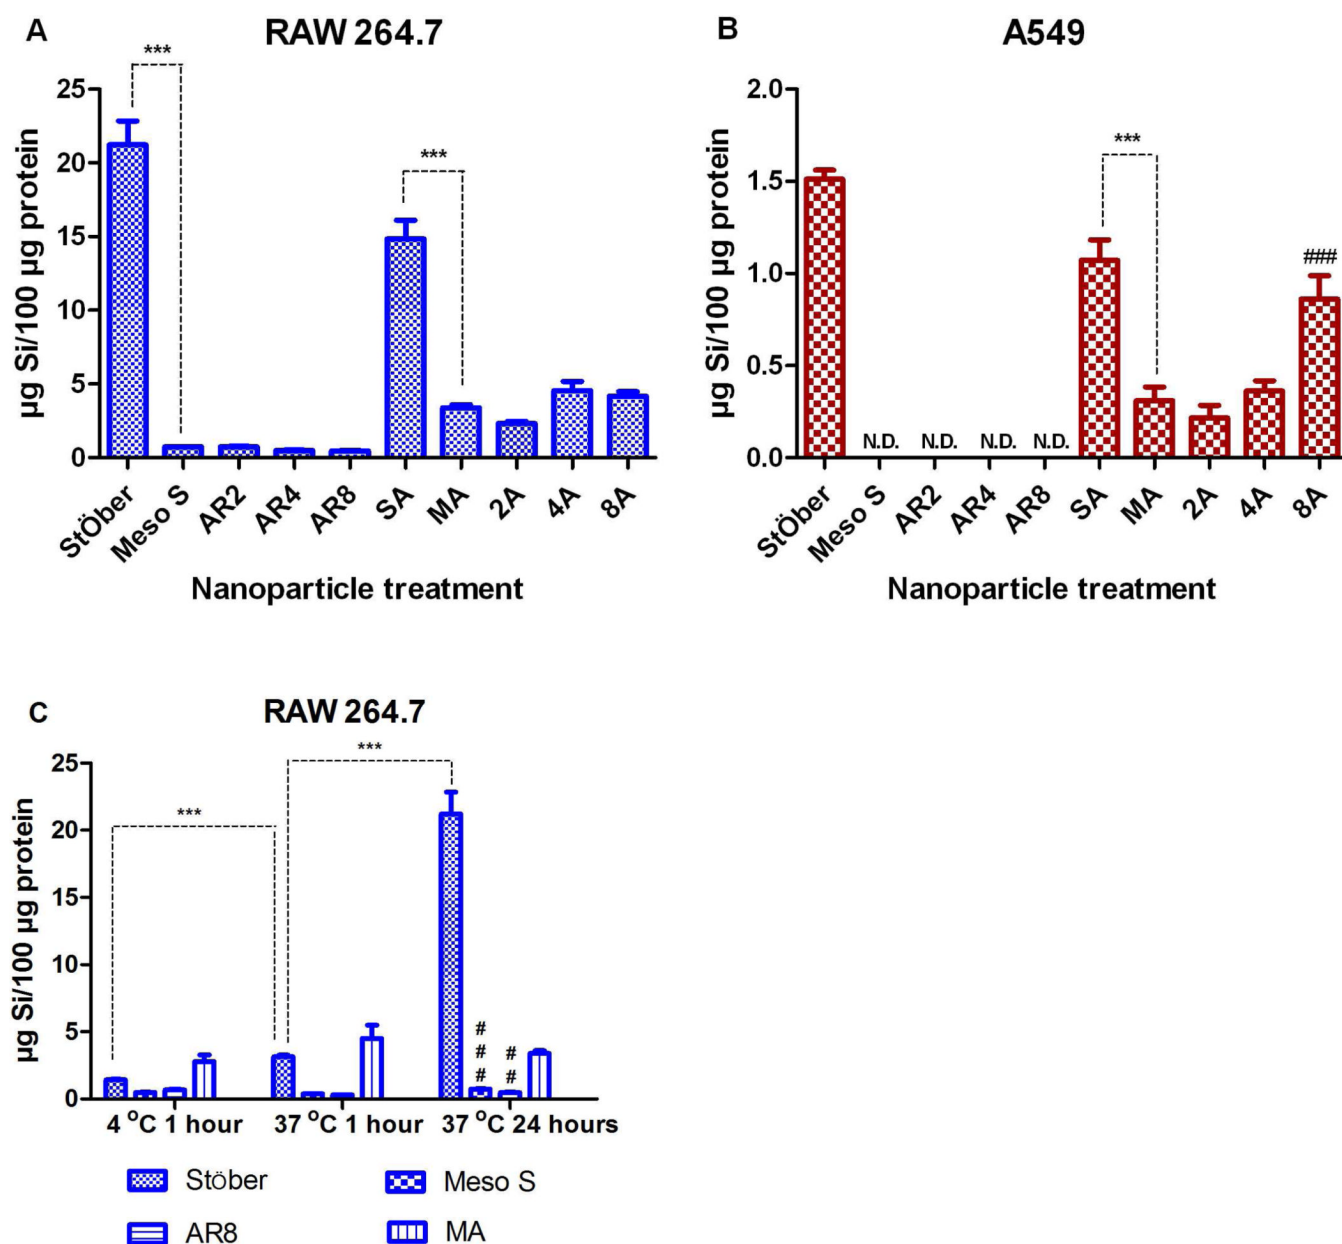 A
RAW 264.7
***
***
25
20
15
10
5
0
µg Si/100 µg protein
StÖber
Meso S
AR2
AR4
AR8
SA
MA
2A
4A
8A
Nanoparticle treatment
B
A549
***
###
2.0
1.5
1.0
0.5
0.0
µg Si/100 µg protein
N.D.
N.D.
N.D.
N.D.
StÖber
Meso S
AR2
AR4
AR8
SA
MA
2A
4A
8A
Nanoparticle treatment
C
RAW 264.7
***
***
25
20
15
10
5
0
µg Si/100 µg protein
###
##
4 °C 1 hour
37 °C 1 hour
37 °C 24 hours
Stöber
Meso S
AR8
MA